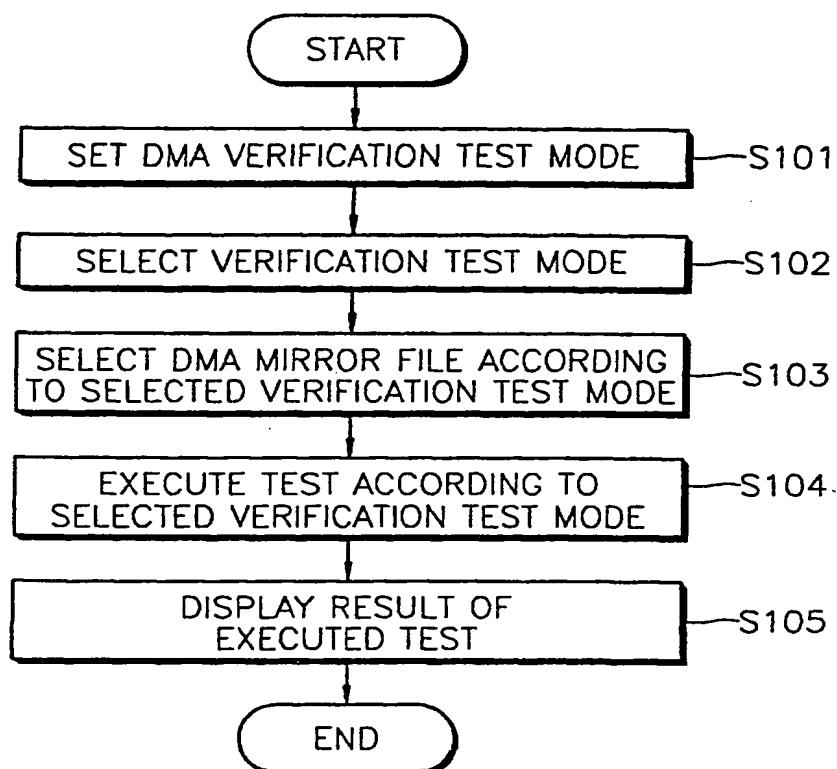 START
SET DMA VERIFICATION TEST MODE
S101
SELECT VERIFICATION TEST MODE
S102
SELECT DMA MIRROR FILE ACCORDING
TO SELECTED VERIFICATION TEST MODE
S103
EXECUTE TEST ACCORDING TO
SELECTED VERIFICATION TEST MODE
S104
DISPLAY RESULT OF
EXECUTED TEST
S105
END